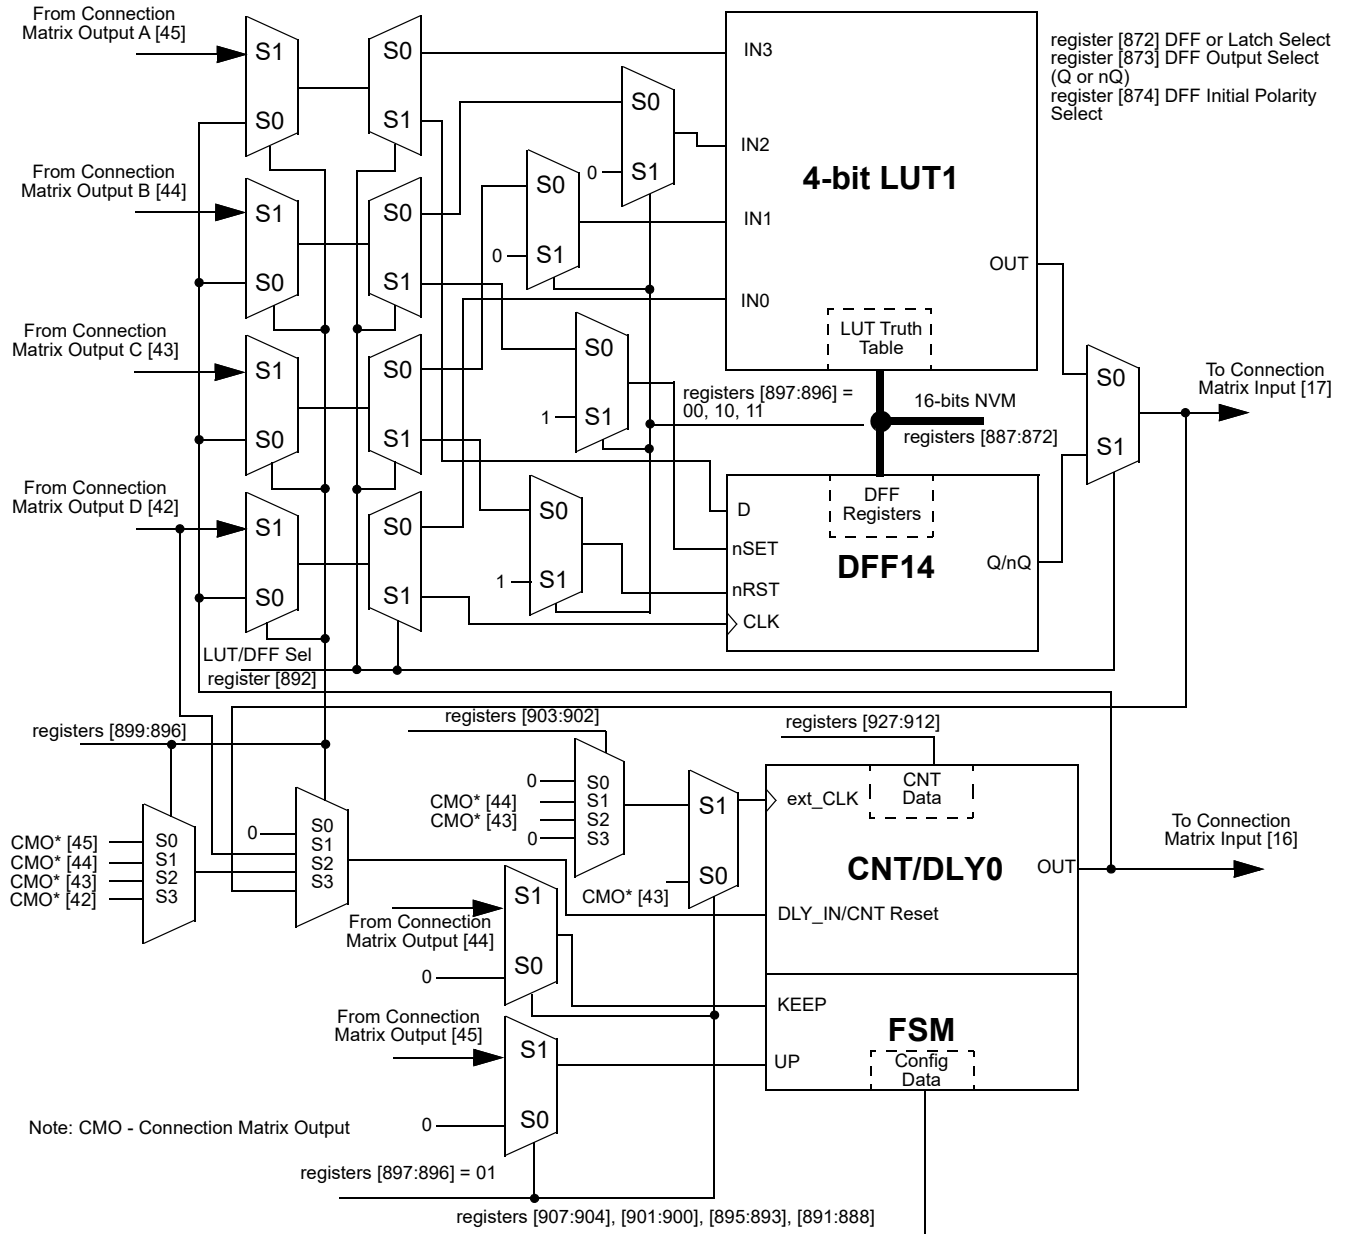 From Connection
Matrix Output A [45]
S1
S0
S0
S1
From Connection
Matrix Output B [44]
S1
S0
S0
S1
From Connection
Matrix Output C [43]
S1
S0
S0
S1
From Connection
Matrix Output D [42]
S1
S0
S0
S1
S0
0
S1
S0
0
S1
S0
1
S1
S0
1
S1
IN3
IN2
IN1
IN0
4-bit LUT1
OUT
LUT Truth
Table
register [872] DFF or Latch Select
register [873] DFF Output Select
(Q or nQ)
register [874] DFF Initial Polarity
Select
registers [897:896] =
00, 10, 11
16-bits NVM
registers [887:872]
S0
S1
To Connection
Matrix Input [17]
DFF
Registers
D
nSET
nRST
CLK
DFF14
Q/nQ
LUT/DFF Sel
register [892]
registers [899:896]
CMO* [45]
CMO* [44]
CMO* [43]
CMO* [42]
S0
S1
S2
S3
0
S0
S1
S2
S3
registers [903:902]
0
CMO* [44]
CMO* [43]
0
S0
S1
S2
S3
S1
S0
CMO* [43]
registers [927:912]
CNT
Data
ext_CLK
CNT/DLY0
OUT
DLY_IN/CNT Reset
To Connection
Matrix Input [16]
From Connection
Matrix Output [44]
0
S1
S0
KEEP
FSM
UP
Config
Data
From Connection
Matrix Output [45]
0
S1
S0
Note: CMO - Connection Matrix Output
registers [897:896] = 01
registers [907:904], [901:900], [895:893], [891:888]